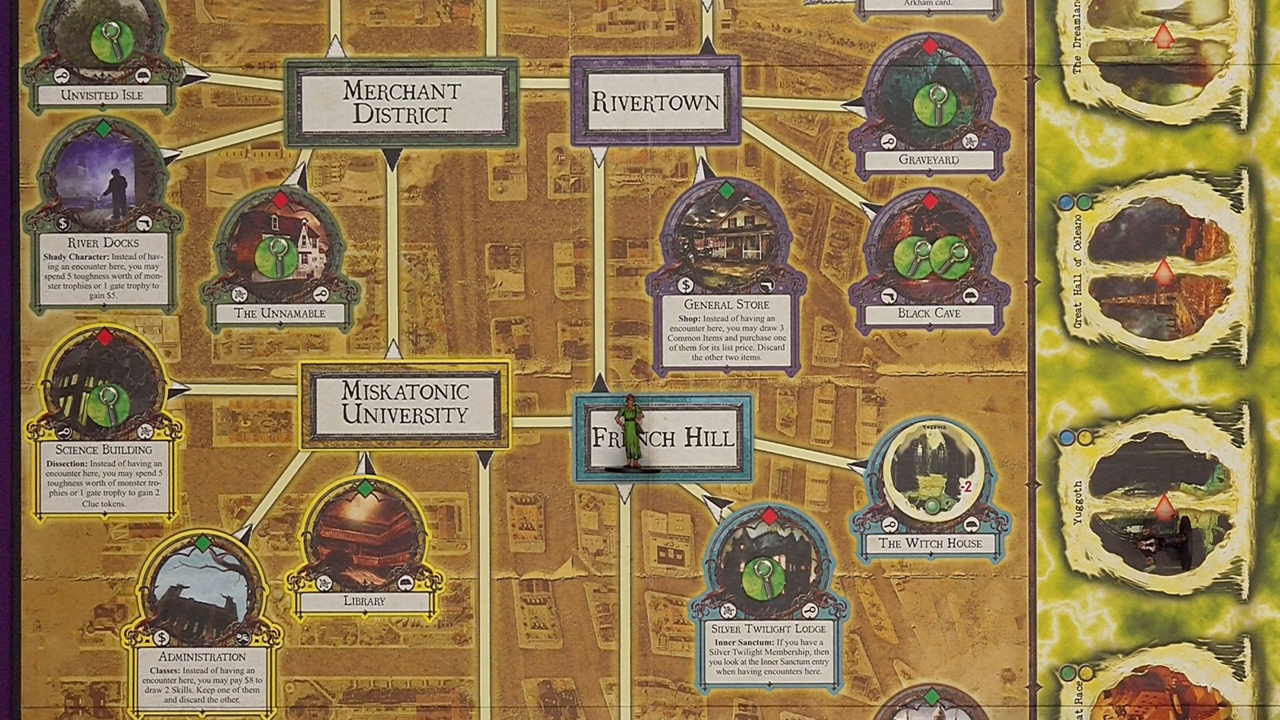 Arkham card.
UNVISITED ISLE
MERCHANT
DISTRICT
RIVERTOWN
GRAVEYARD
The Dreamlan
RIVER DOCKS
Shady Character: Instead of hav-
ing an encounter here, you may
spend 5 toughness worth of mon-
ster trophies or 1 gate trophy to
gain $5.
$
THE UNNAMABLE
$
GENERAL STORE
Shop: Instead of having an
encounter here, you may draw 3
Common Items and purchase one
of them for its list price. Discard
the other two items.
BLACK CAVE
Great Hall of Celeano
SCIENCE BUILDING
Dissection: Instead of having an
encounter here, you may spend 5
toughness worth of monster tro-
phies or 1 gate trophy to gain 2
Clue tokens.
MISKATONIC
UNIVERSITY
FRENCH HILL
Yuggoth
-2
THE WITCH HOUSE
Yuggoth
LIBRARY
$
ADMINISTRATION
Classes: Instead of having an
encounter here, you may pay $8 to
draw 2 Skills. Keep one of them
and discard the other.
SILVER TWILIGHT LODGE
Inner Sanctum: If you have a
Silver Twilight Membership, then
you look at the Inner Sanctum entry
when having encounters here.
at Race